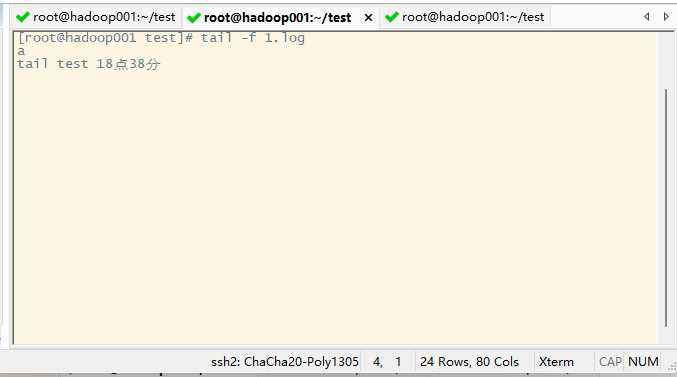 root@hadoop001:~/test
root@hadoop001:~/test
root@hadoop001:~/test
[root@hadoop001 test]# tail -f 1.log
a
tail test 18点38分
ssh2: ChaCha20-Poly1305 4, 1 24 Rows, 80 Cols Xterm CAP NUM